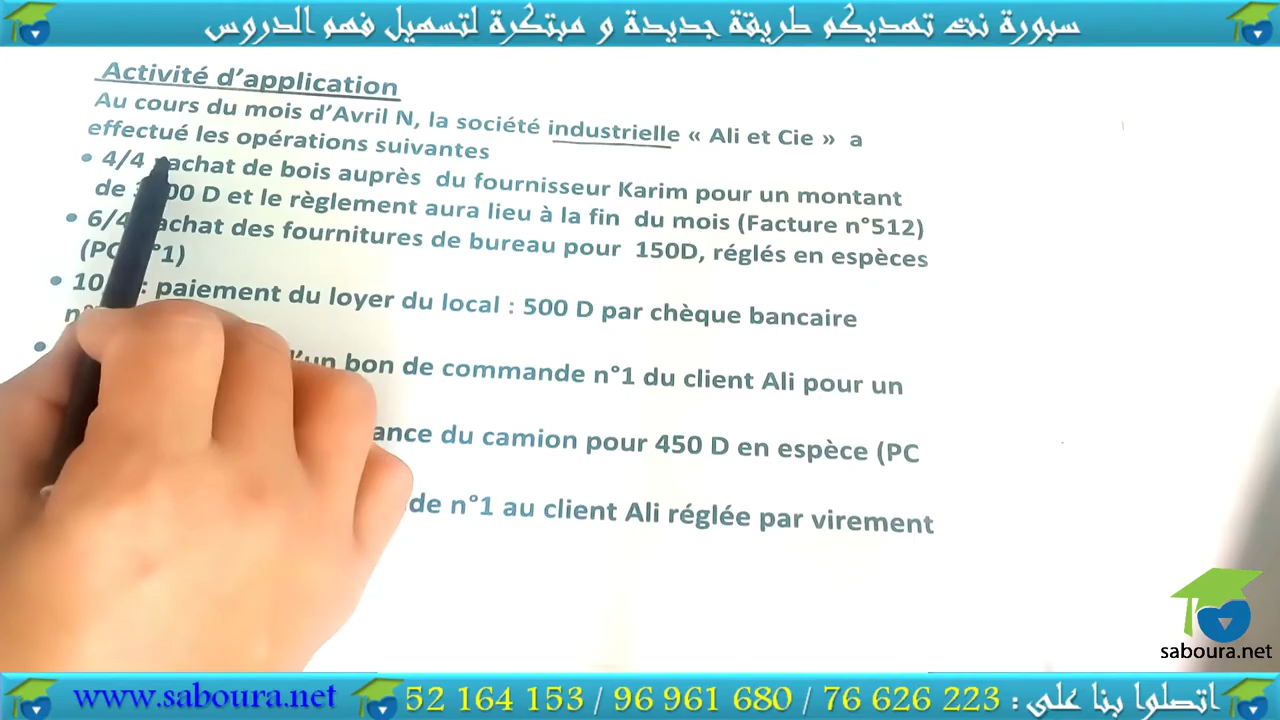 سبورة نت تهديكم طريقة جديدة و مبتكرة لتسهيل فهم الدروس
Activité d'application
Au cours du mois d'Avril N, la société industrielle « Ali et Cie » a
effectué les opérations suivantes
• 4/4 achat de bois auprès du fournisseur Karim pour un montant
de 00 D et le règlement aura lieu à la fin du mois (Facture n°512)
• 6/4 achat des fournitures de bureau pour 150D, réglés en espèces
(PC °1)
• 10 : paiement du loyer du local : 500 D par chèque bancaire
• l'un bon de commande n°1 du client Ali pour un
ance du camion pour 450 D en espèce (PC
de n°1 au client Ali réglée par virement
saboura.net
www.saboura.net
52 164 153 / 96 961 680 / 76 626 223 : اتصلوا بنا على